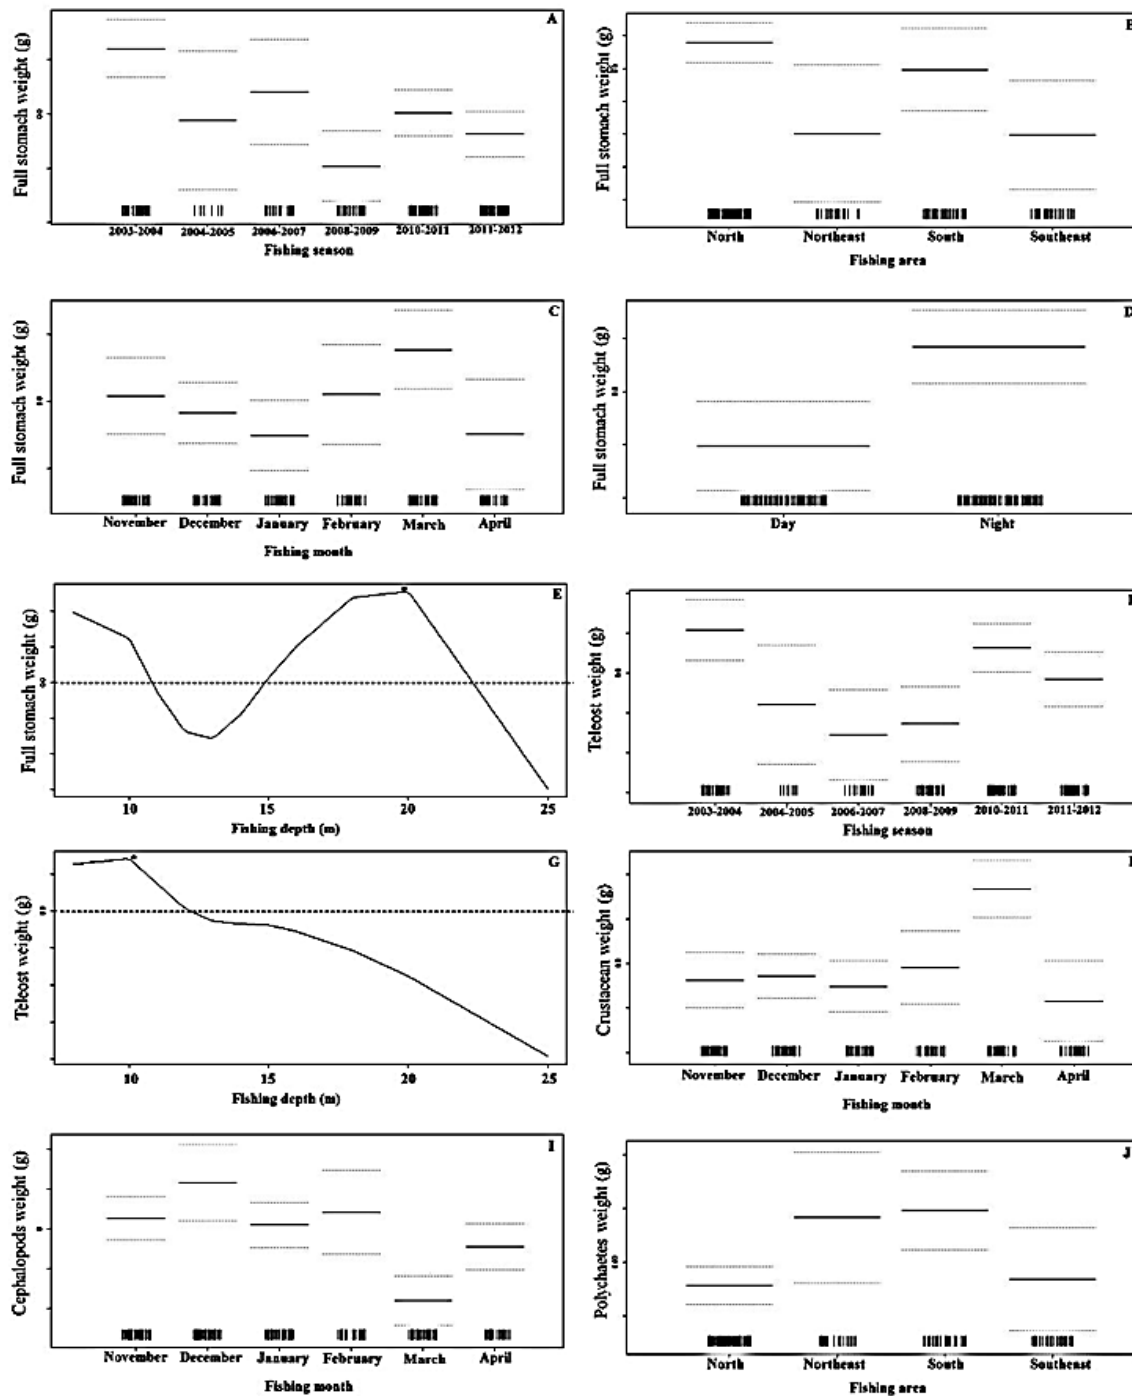 A
Full stomach weight (g)
2003-2004 2004-2005 2006-2007 2008-2009 2010-2011 2011-2012
Fishing season
Full stomach weight (g)
North Northeast South Southeast
Fishing area
C
Full stomach weight (g)
November December January February March April
Fishing month
D
Full stomach weight (g)
Day Night
E
Full stomach weight (g)
10 15 20 25
Fishing depth (m)
Teleost weight (g)
2003-2004 2004-2005 2006-2007 2008-2009 2010-2011 2011-2012
Fishing season
G
Teleost weight (g)
10 15 20 25
Fishing depth (m)
Crustacean weight (g)
November December January February March April
Fishing month
I
Cephalopods weight (g)
November December January February March April
Fishing month
J
Polychaetes weight (g)
North Northeast South Southeast
Fishing area